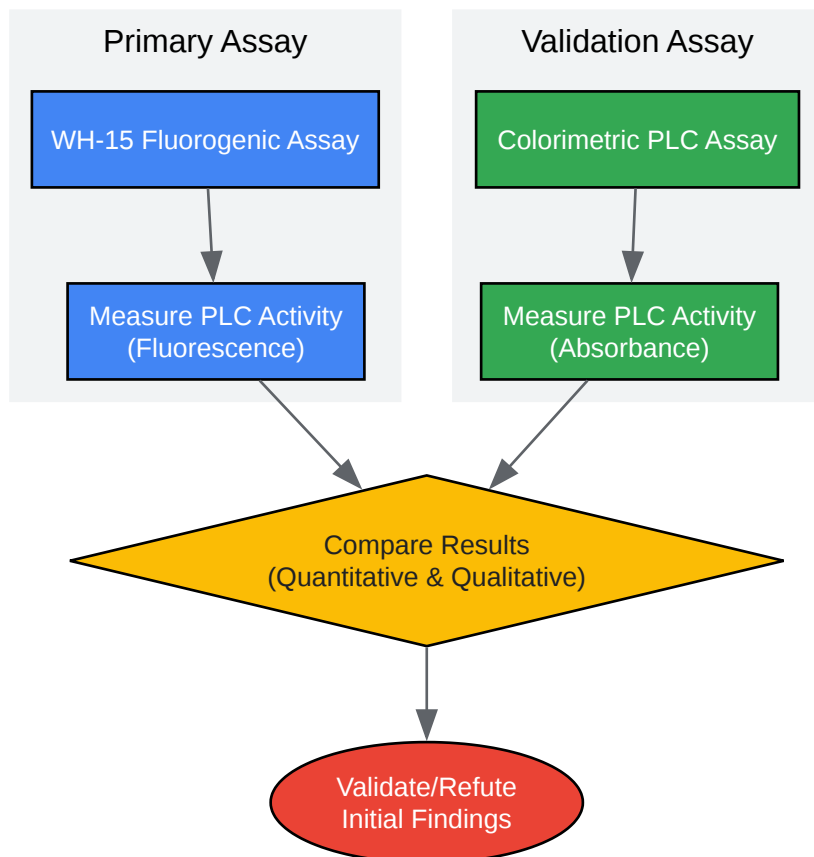 Primary Assay
WH-15 Fluorogenic Assay
Measure PLC Activity
(Fluorescence)
Validation Assay
Colorimetric PLC Assay
Measure PLC Activity
(Absorbance)
Compare Results
(Quantitative & Qualitative)
Validate/Refute
Initial Findings